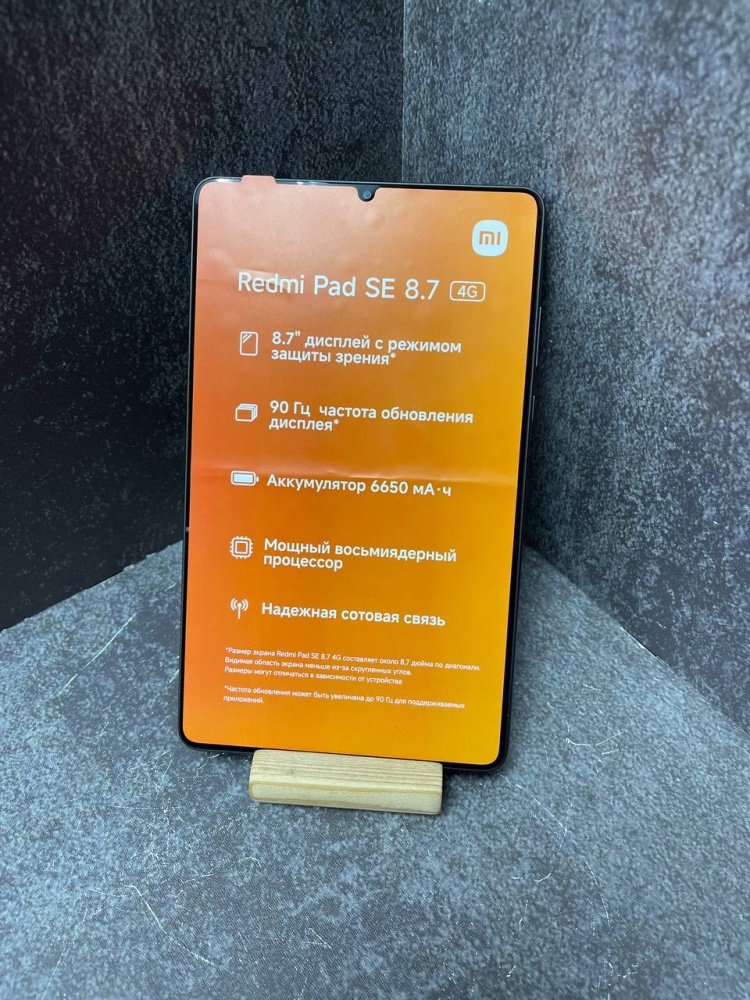 mi
Redmi Pad SE 8.7 4G
8.7" дисплей с режимом
защиты зрения*
90 Гц частота обновления
дисплея*
Аккумулятор 6650 мА·ч
Мощный восьмиядерный
процессор
Надежная сотовая связь
*Размер экрана Redmi Pad SE 8.7 4G составляет около 8.7 дюйма по диагонали.
Видимая область экрана меньше из-за скругленных углов.
Размеры могут отличаться в зависимости от устройства
*Частота обновления может быть увеличена до 90 Гц для поддерживаемых
приложений.